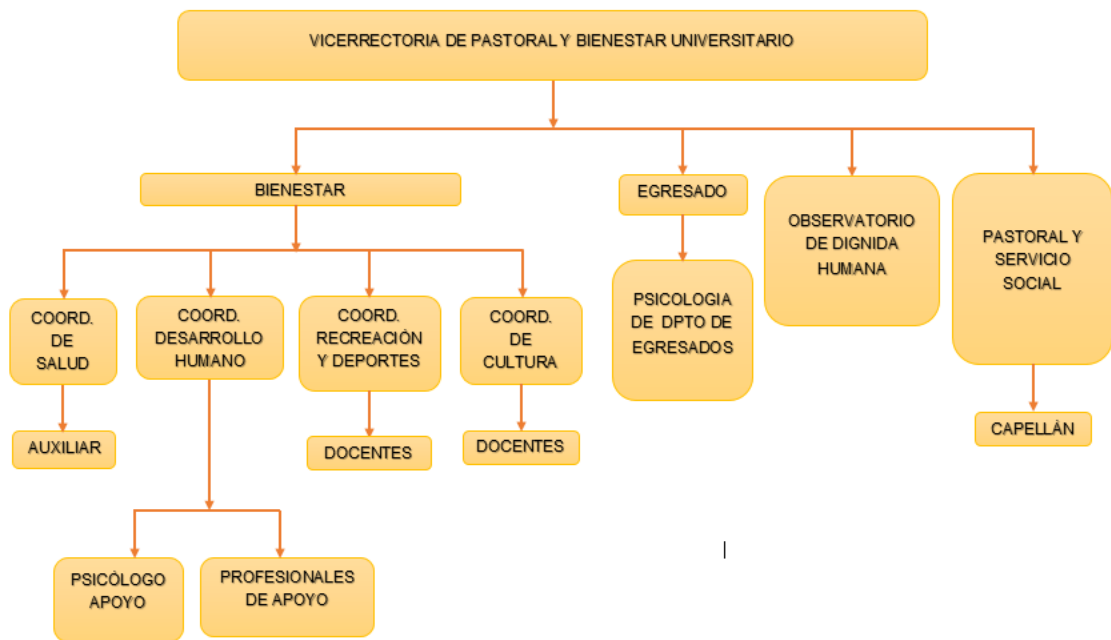 VICERRECTORIA DE PASTORAL Y BIENESTAR UNIVERSITARIO
BIENESTAR
EGRESADO
OBSERVATORIO
DE DIGNIDA
HUMANA
PASTORAL Y
SERVICIO
SOCIAL
COORD.
DE
SALUD
COORD.
DESARROLLO
HUMANO
COORD.
RECREACIÓN
Y DEPORTES
COORD.
DE
CULTURA
PSICOLOGIA
DE DPTO DE
EGRESADOS
AUXILIAR
DOCENTES
DOCENTES
CAPELLÀN
PSICÒLOGO
APOYO
PROFESIONALES
DE APOYO